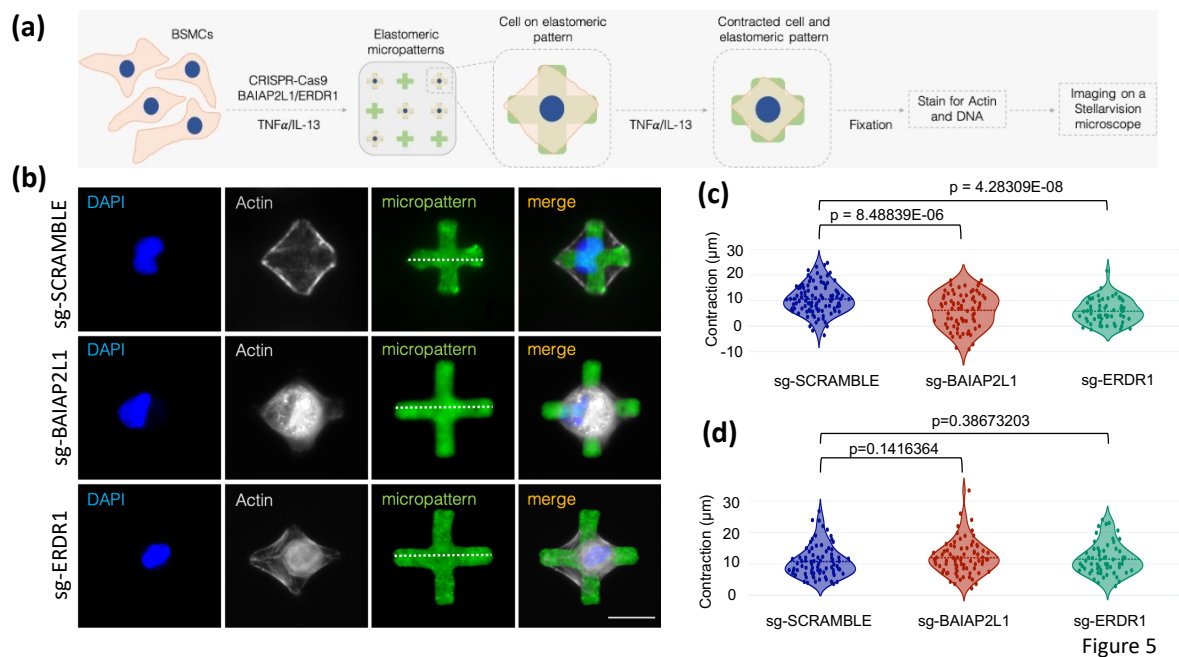 (a)
BSMCs
CRISPR-Cas9
BAIAP2L1/ERDR1
TNFα/IL-13
Elastomeric
micropatterns
Cell on elastomeric
pattern
TNFα/IL-13
Contracted cell and
elastomeric pattern
Fixation
Stain for Actin
and DNA
Imaging on a
Stellarvision
microscope
(b)
sg-SCRAMBLE
DAPI
Actin
micropattern
merge
sg-BAIAP2L1
DAPI
Actin
micropattern
merge
sg-ERDR1
DAPI
Actin
micropattern
merge
(c)
p = 4.28309E-08
p = 8.48839E-06
Contraction (μm)
30
20
10
0
-10
sg-SCRAMBLE
sg-BAIAP2L1
sg-ERDR1
(d)
p=0.38673203
p=0.1416364
Contraction (μm)
30
20
10
0
sg-SCRAMBLE
sg-BAIAP2L1
sg-ERDR1
Figure 5